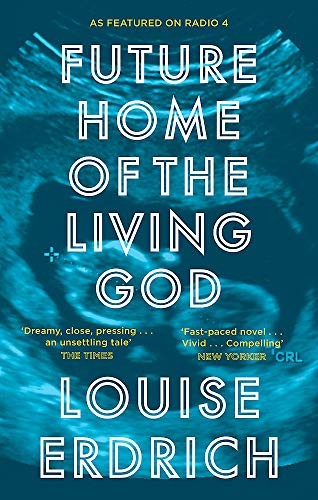 AS FEATURED ON RADIO 4
FUTURE
HOME
OF THE
LIVING
GOD
‘Dreamy, close, pressing . . .
an unsettling tale’
THE TIMES
‘Fast-paced novel . . .
Vivid . . . Compelling’
NEW YORKER
CRL
LOUISE
ERDRICH